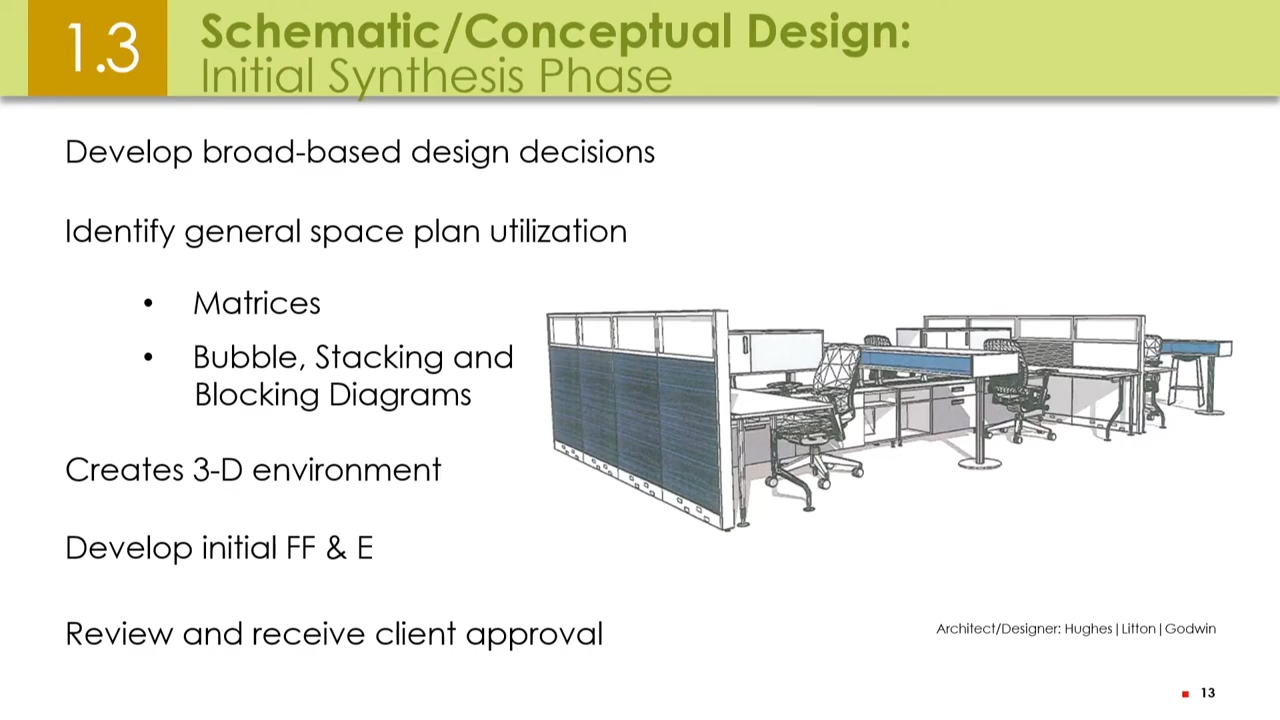 1.3
Schematic/Conceptual Design:
Initial Synthesis Phase
Develop broad-based design decisions
Identify general space plan utilization
• Matrices
• Bubble, Stacking and
Blocking Diagrams
Creates 3-D environment
Develop initial FF & E
Review and receive client approval
Architect/Designer: Hughes|Litton|Godwin
13